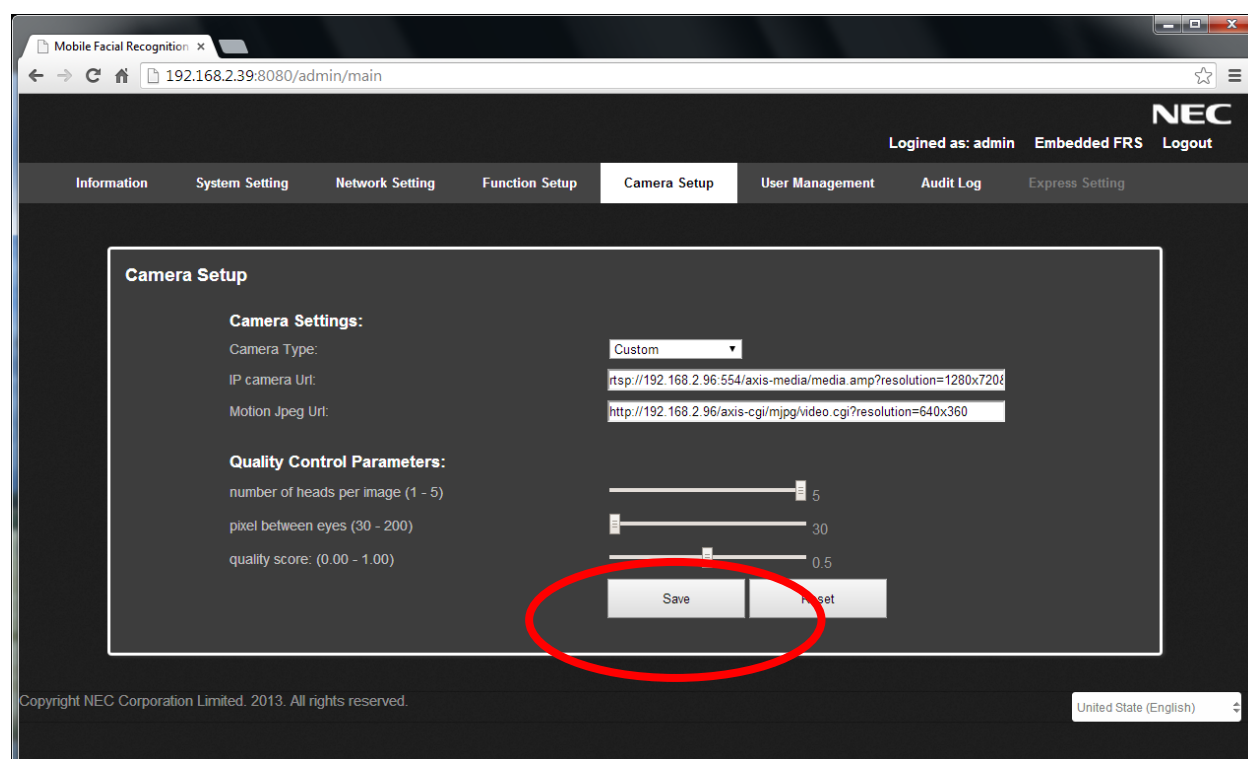 Mobile Facial Recognition
192.168.2.39:8080/admin/main
NEC
Logined as: admin Embedded FRS Logout
Information System Setting Network Setting Function Setup Camera Setup User Management Audit Log Express Setting
Camera Setup
Camera Settings:
Camera Type: Custom
IP camera Url: rtsp://192.168.2.96:554/axis-media/media.amp?resolution=1280x720&
Motion Jpeg Url: http://192.168.2.96/axis-cgi/mjpg/video.cgi?resolution=640x360
Quality Control Parameters:
number of heads per image (1 - 5) 5
pixel between eyes (30 - 200) 30
quality score: (0.00 - 1.00) 0.5
Save Reset
Copyright NEC Corporation Limited. 2013. All rights reserved.
United State (English)